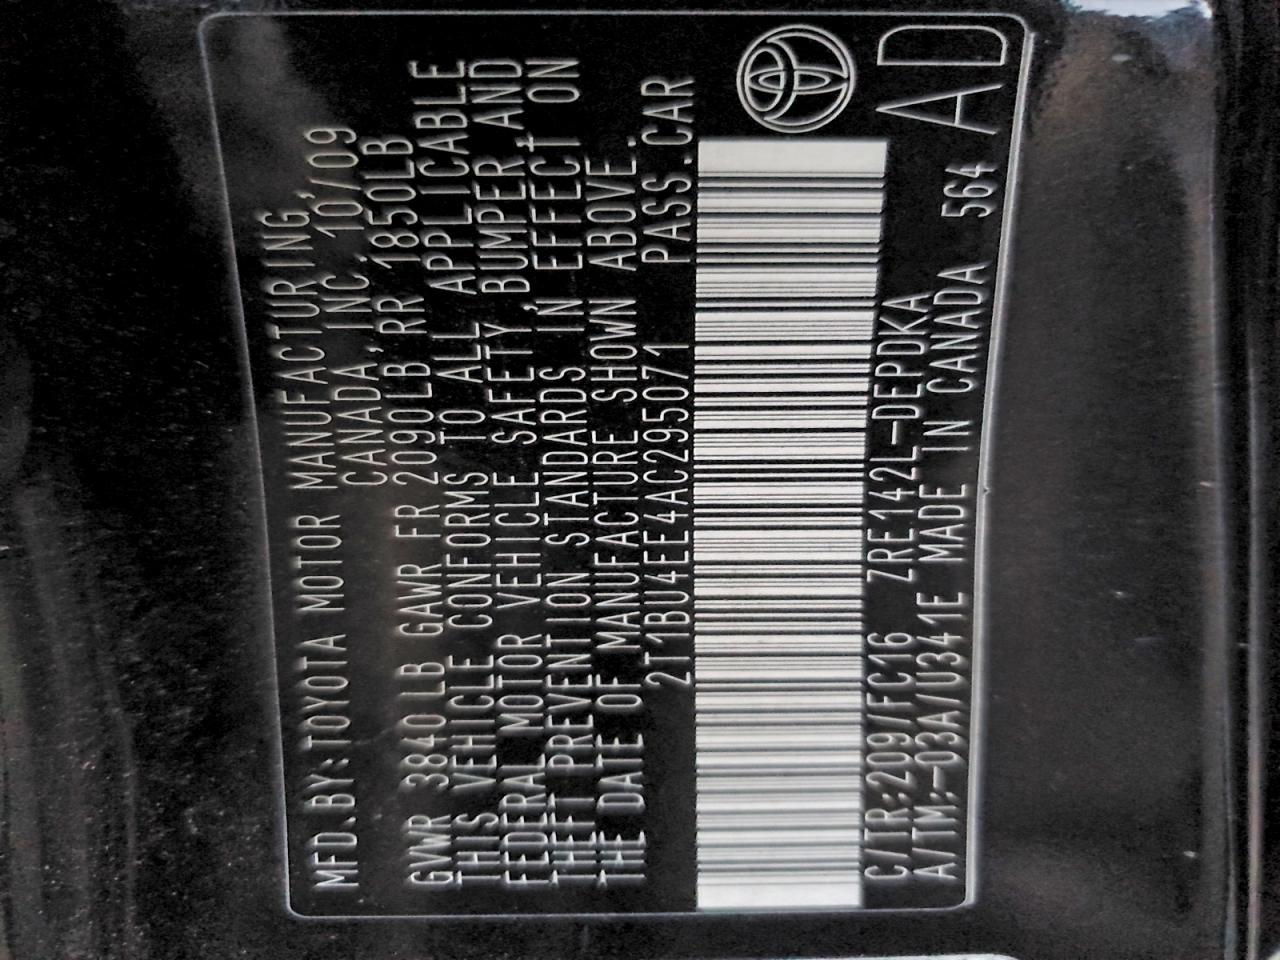 MFD.BY:TOYOTA MOTOR MANUFACTURING,
CANADA, INC. 10/09
CANADA,
GVWR 3840LB GAWR FR 2090LB RR 1850LB
THIS VEHICLE CONFORMS TO ALL APPLICABLE
FEDERAL MOTOR VEHICLE SAFETY, BUMPER, AND
THEFT PREVENTION STANDARDS IN EFFECT ON
THE DATE OF MANUFACTURE SHOWN ABOVE.
2T1BU4EE4AC295071 PASS.CAR
C/TR:209/FC16 ZRE142L-DEPDKA
A/TM:-03A/U341E MADE IN CANADA 564 AD